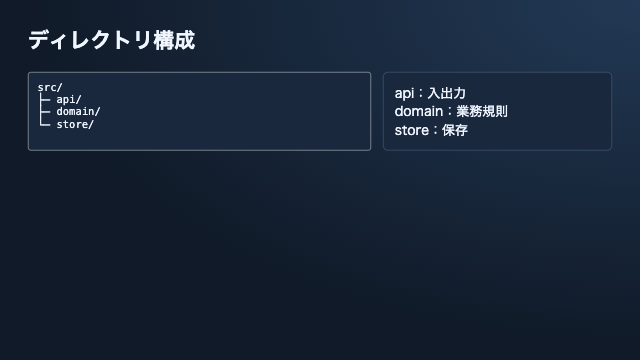 ディレクトリ構成
src/
├─ api/
├─ domain/
└─ store/
api：入出力
domain：業務規則
store：保存